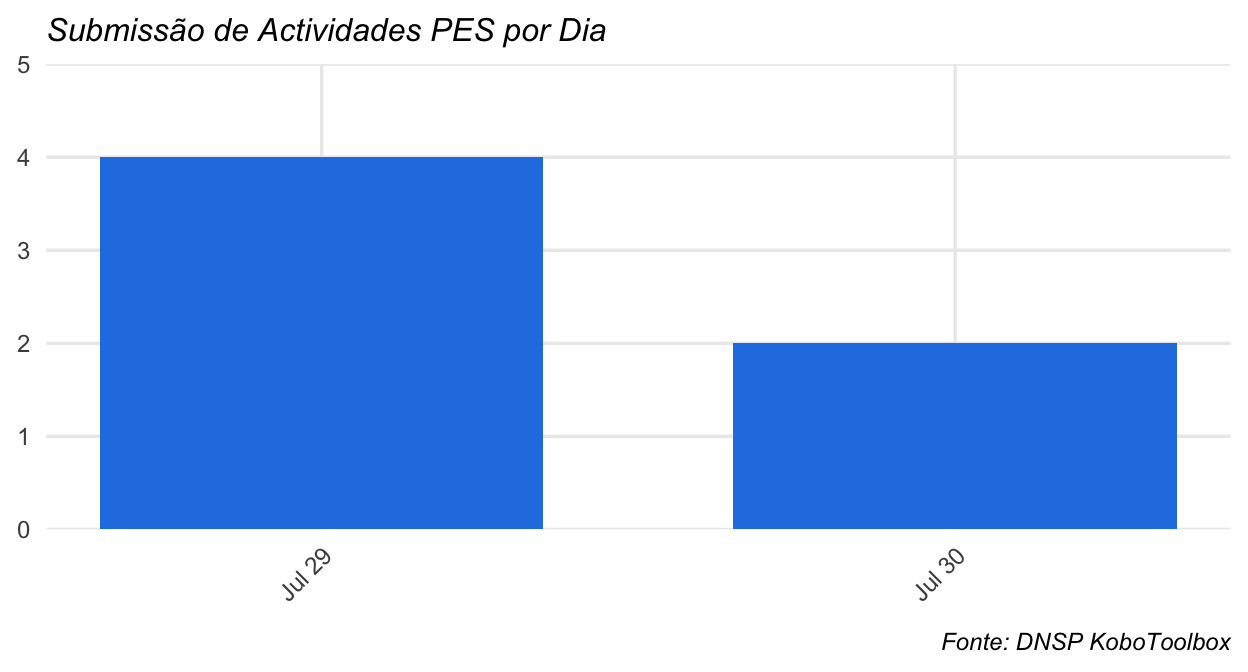 Submissão de Actividades PES por Dia
5
4
3
2
1
0
Jul 29
Jul 30
Fonte: DNSP KoboToolbox